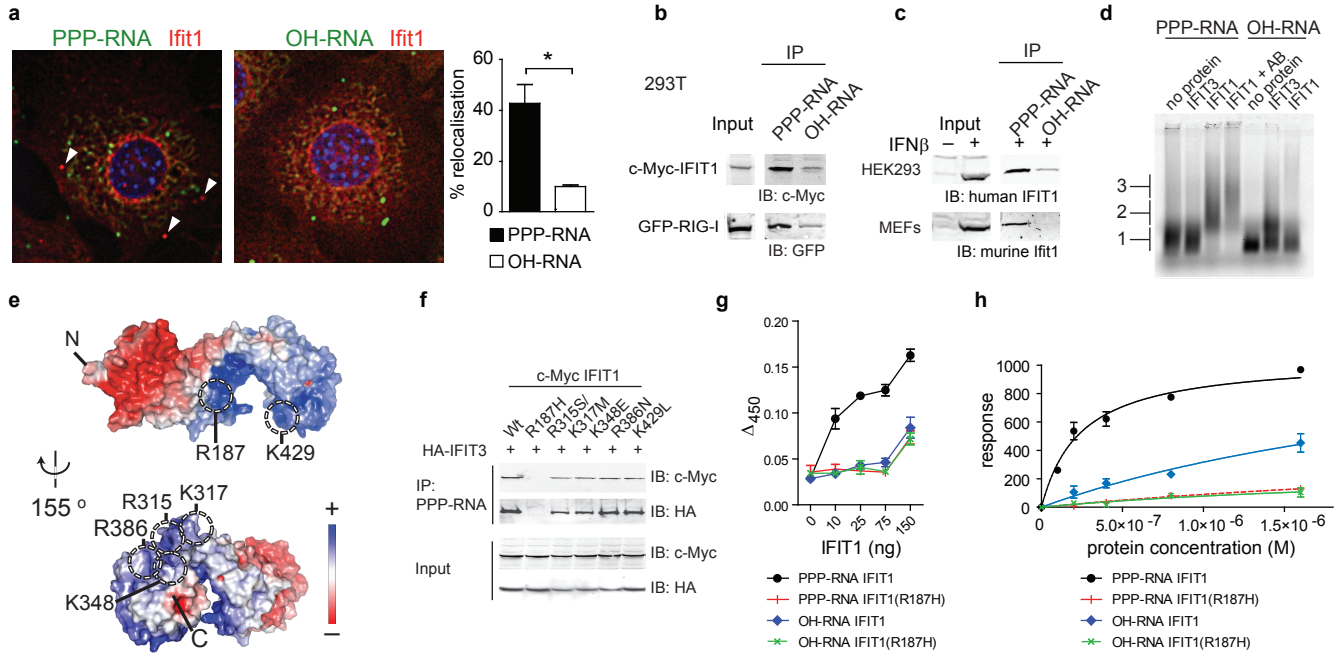 a
PPP-RNA Ifit1
OH-RNA Ifit1
% relocalisation
60
40
20
0
*
PPP-RNA
OH-RNA
b
293T
IP
Input
PPP-RNA
OH-RNA
c-Myc-IFIT1
IB: c-Myc
GFP-RIG-I
IB: GFP
c
IP
Input
PPP-RNA
OH-RNA
IFNβ – + + +
HEK293
IB: human IFIT1
MEFs
IB: murine Ifit1
d
PPP-RNA OH-RNA
no protein
IFIT3
IFIT1
IFIT1 + AB
no protein
IFIT3
IFIT1
3
2
1
e
N
R187
K429
155 °
R315
K317
R386
K348
C
+
–
f
c-Myc IFIT1
Wt
R187H
R315S/
K317M
K348E
R386N
K429L
HA-IFIT3 + + + + + + +
IP:
PPP-RNA
IB: c-Myc
IB: HA
Input
IB: c-Myc
IB: HA
g
Δ450
0.20
0.15
0.10
0.05
0.00
0 10 25 75 150
IFIT1 (ng)
PPP-RNA IFIT1
PPP-RNA IFIT1(R187H)
OH-RNA IFIT1
OH-RNA IFIT1(R187H)
h
response
1000
800
600
400
200
0
0 5.0×10-7 1.0×10-6 1.5×10-6
protein concentration (M)
PPP-RNA IFIT1
PPP-RNA IFIT1(R187H)
OH-RNA IFIT1
OH-RNA IFIT1(R187H)